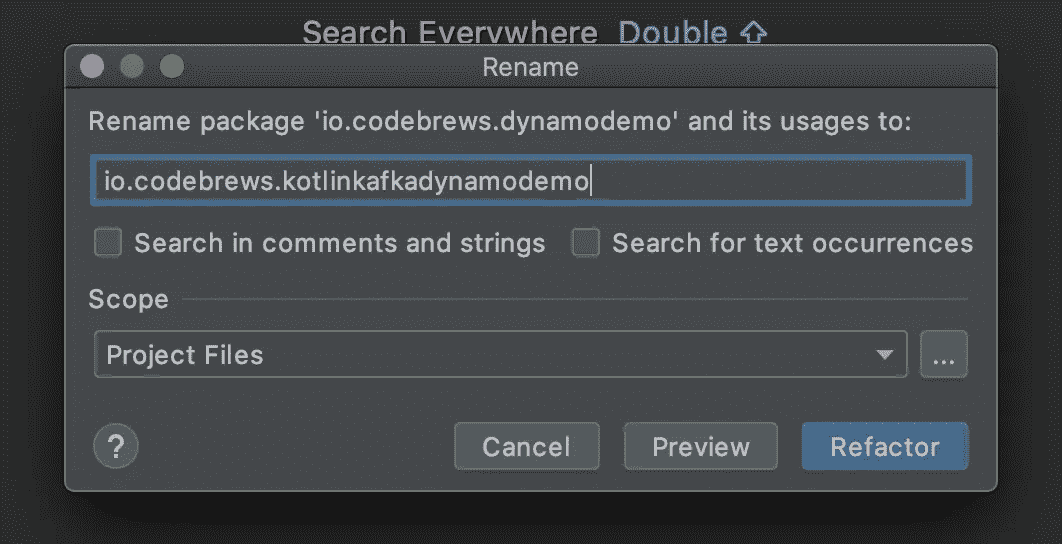 Search Everywhere Double ⇧
Rename
Rename package 'io.codebrews.dynamodemo' and its usages to:
io.codebrews.kotlinkafkadynamodemo
Search in comments and strings Search for text occurrences
Scope
Project Files ...
? Cancel Preview Refactor